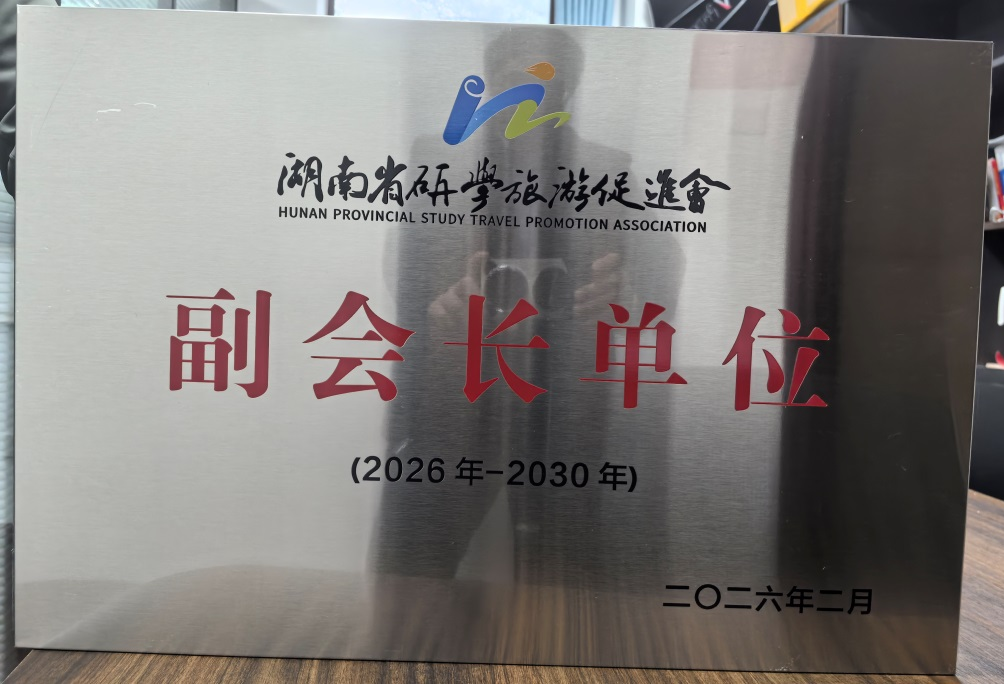 湖南省研學旅游促進會
HUNAN PROVINCIAL STUDY TRAVEL PROMOTION ASSOCIATION
副会长单位
(2026年-2030年)
二〇二六年二月